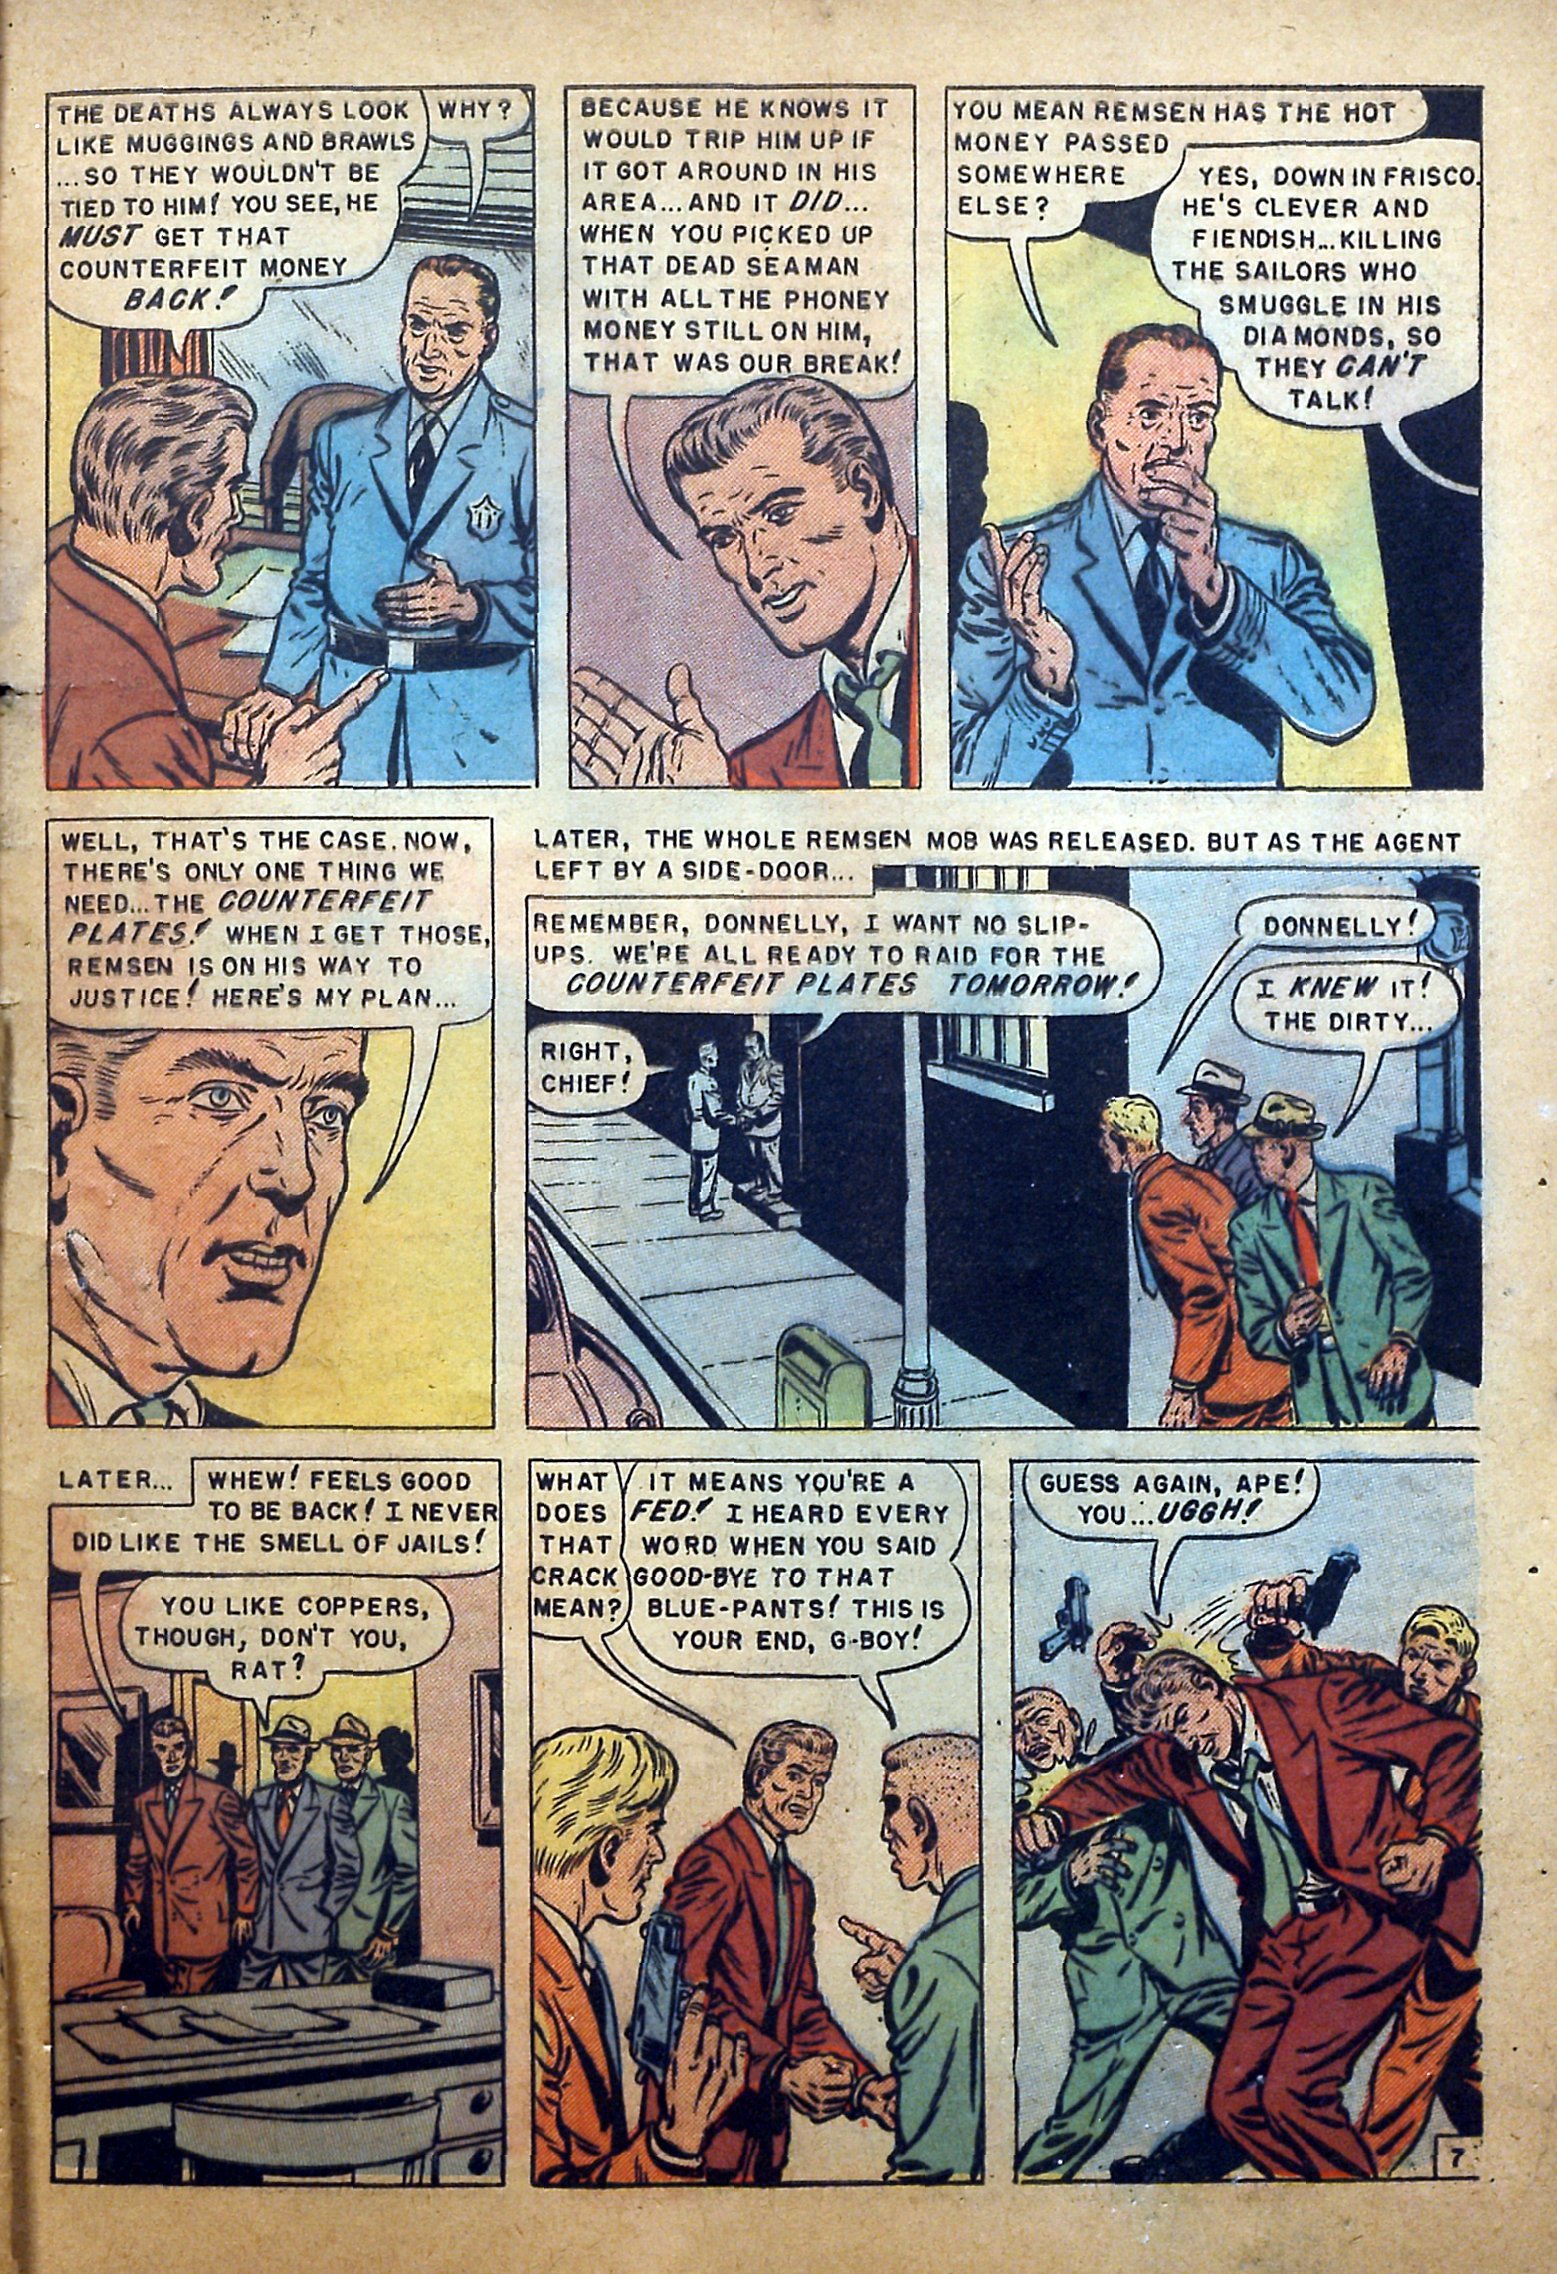 THE DEATHS ALWAYS LOOK
LIKE MUGGINGS AND BRAWLS
...SO THEY WOULDN'T BE
TIED TO HIM! YOU SEE, HE
MUST GET THAT
COUNTERFEIT MONEY
BACK!
WHY?
BECAUSE HE KNOWS IT
WOULD TRIP HIM UP IF
IT GOT AROUND IN HIS
AREA...AND IT DID...
WHEN YOU PICKED UP
THAT DEAD SEAMAN
WITH ALL THE PHONEY
MONEY STILL ON HIM,
THAT WAS OUR BREAK!
YOU MEAN REMSEN HAS THE HOT
MONEY PASSED
SOMEWHERE
ELSE?
YES, DOWN IN FRISCO.
HE'S CLEVER AND
FIENDISH...KILLING
THE SAILORS WHO
SMUGGLE IN HIS
DIAMONDS, SO
THEY CAN'T
TALK!
WELL, THAT'S THE CASE. NOW,
THERE'S ONLY ONE THING WE
NEED...THE COUNTERFEIT
PLATES! WHEN I GET THOSE,
REMSEN IS ON HIS WAY TO
JUSTICE! HERE'S MY PLAN...
LATER, THE WHOLE REMSEN MOB WAS RELEASED. BUT AS THE AGENT
LEFT BY A SIDE-DOOR...
REMEMBER, DONNELLY, I WANT NO SLIP-
UPS. WE'RE ALL READY TO RAID FOR THE
COUNTERFEIT PLATES TOMORROW!
RIGHT,
CHIEF!
DONNELLY!
I KNEW IT!
THE DIRTY...
LATER...
WHEW! FEELS GOOD
TO BE BACK! I NEVER
DID LIKE THE SMELL OF JAILS!
YOU LIKE COPPERS,
THOUGH, DON'T YOU,
RAT?
WHAT
DOES
THAT
CRACK
MEAN?
IT MEANS YOU'RE A
FED! I HEARD EVERY
WORD WHEN YOU SAID
GOOD-BYE TO THAT
BLUE-PANTS! THIS IS
YOUR END, G-BOY!
GUESS AGAIN, APE!
YOU...UGGH!
7